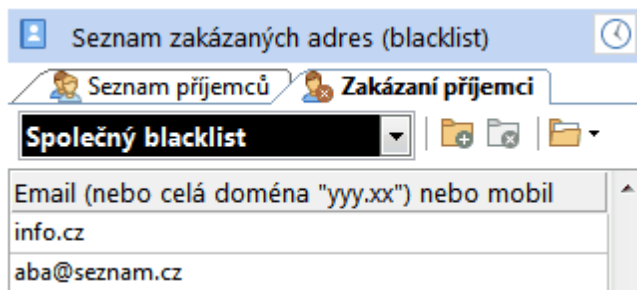 Seznam zakázaných adres (blacklist)
Seznam příjemců Zakázaní příjemci
Společný blacklist
Email (nebo celá doména "yyy.xx") nebo mobil
info.cz
aba@seznam.cz